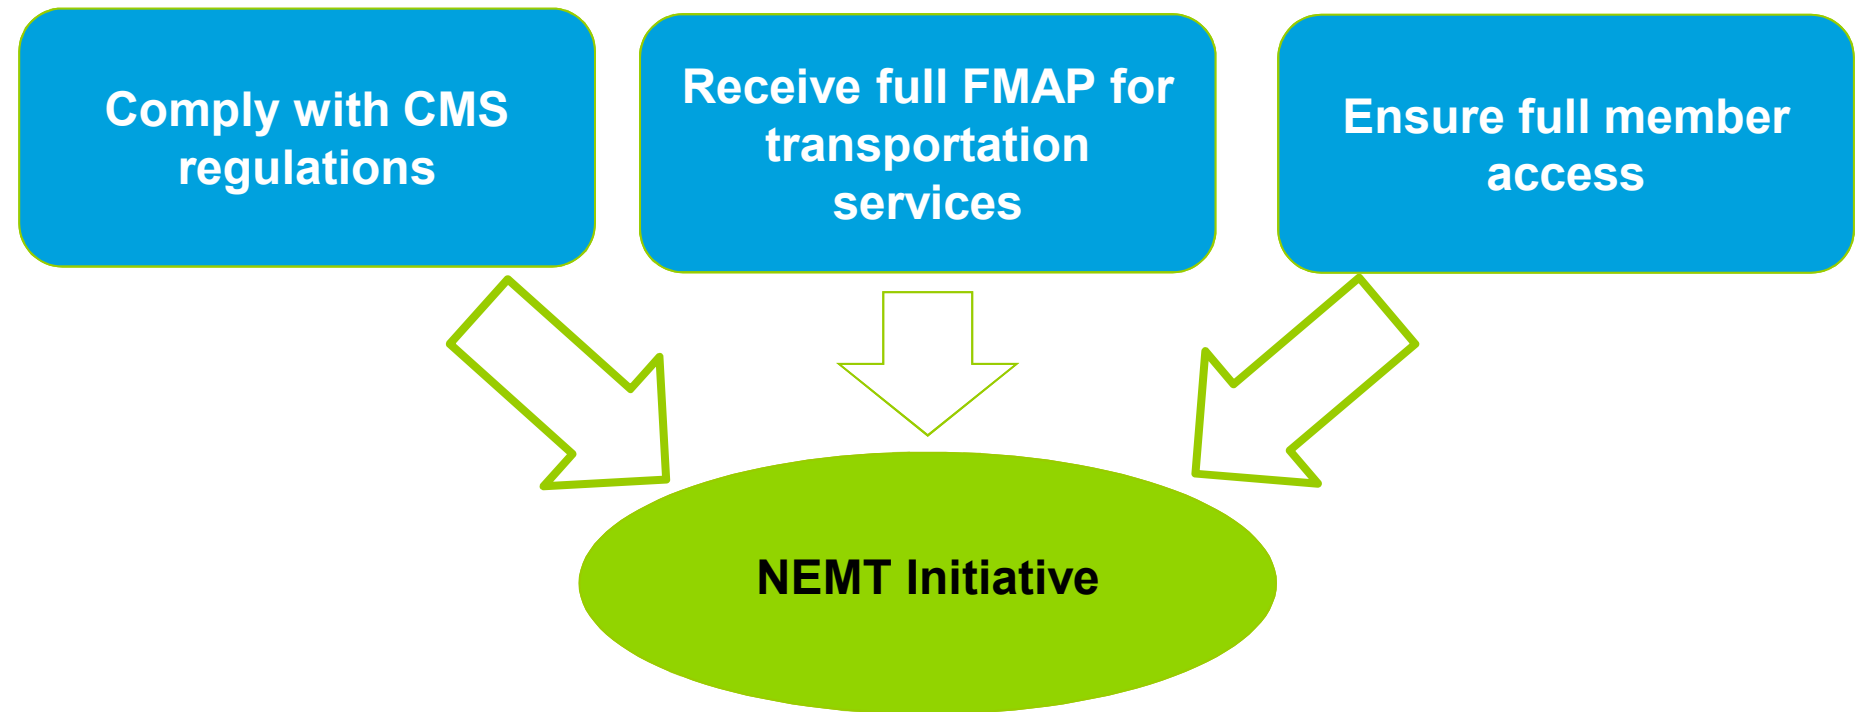 Comply with CMS
regulations
Receive full FMAP for
transportation
services
Ensure full member
access
NEMT Initiative